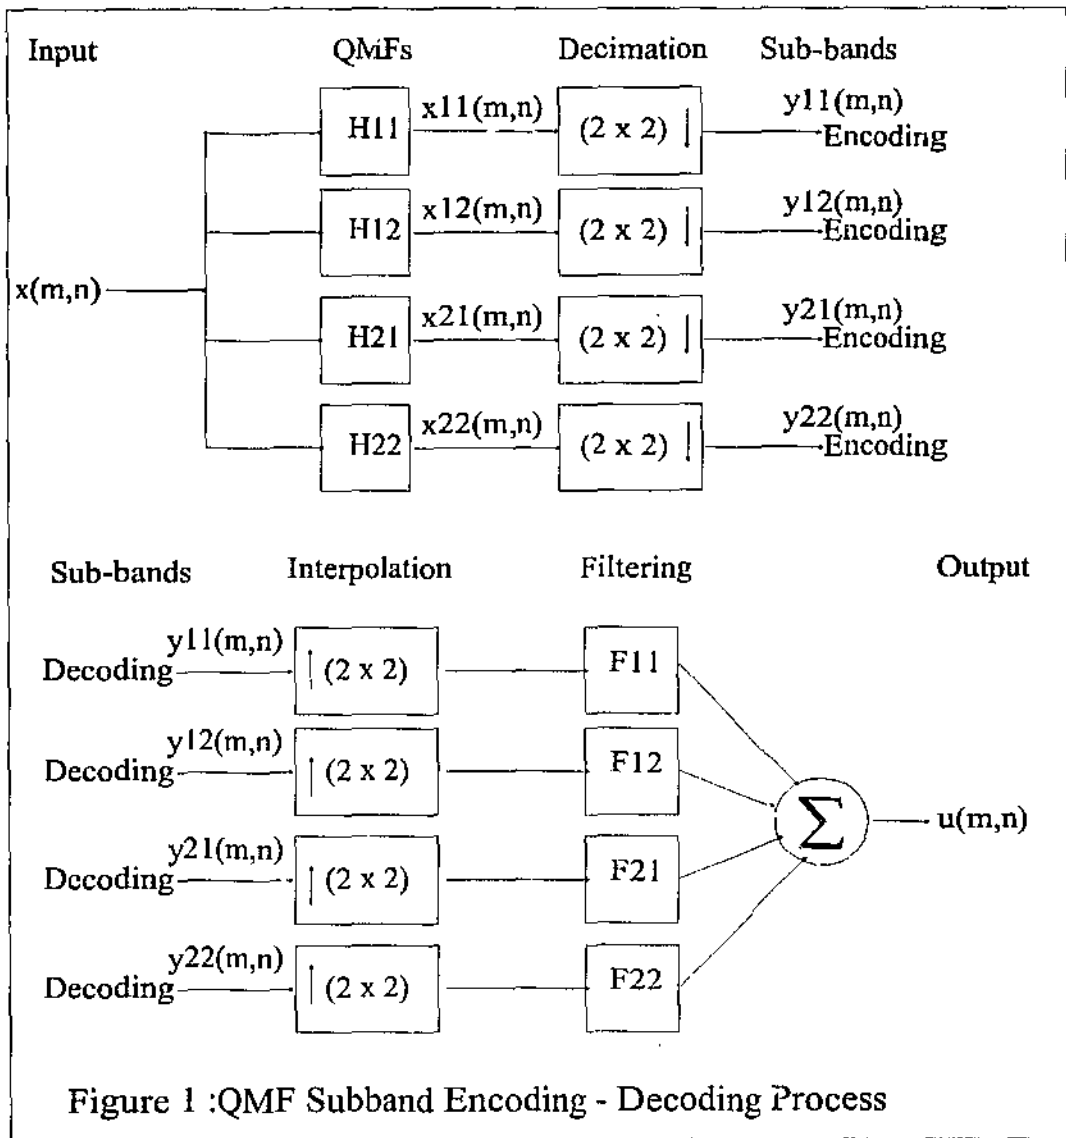 Input QMFs Decimation Sub-bands
H11 x11(m,n) (2 x 2) y11(m,n) Encoding
H12 x12(m,n) (2 x 2) y12(m,n) Encoding
x(m,n)
H21 x21(m,n) (2 x 2) y21(m,n) Encoding
H22 x22(m,n) (2 x 2) y22(m,n) Encoding
Sub-bands Interpolation Filtering Output
Decoding y11(m,n) (2 x 2) F11
Decoding y12(m,n) (2 x 2) F12
Σ u(m,n)
Decoding y21(m,n) (2 x 2) F21
Decoding y22(m,n) (2 x 2) F22
Figure 1 :QMF Subband Encoding - Decoding Process